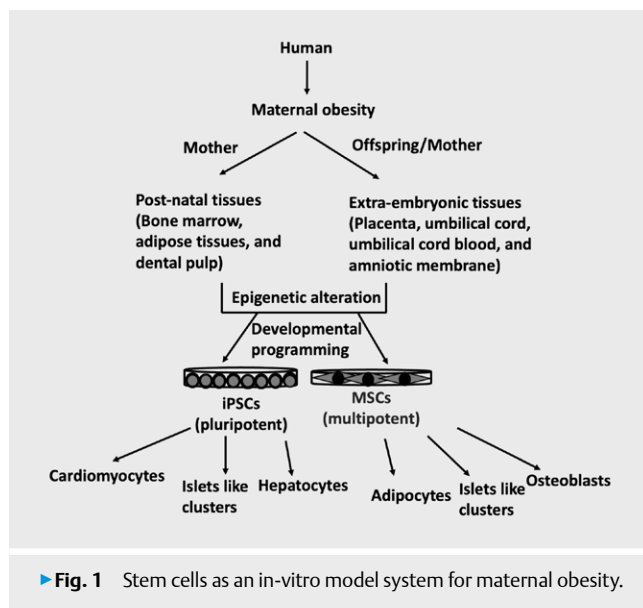 Human
Maternal obesity
Mother
Offspring/Mother
Post-natal tissues
(Bone marrow,
adipose tissues, and
dental pulp)
Extra-embryonic tissues
(Placenta, umbilical cord,
umbilical cord blood, and
amniotic membrane)
Epigenetic alteration
Developmental
programming
iPSCs
(pluripotent)
MSCs
(multipotent)
Cardiomyocytes
Islets like
clusters
Hepatocytes
Adipocytes
Islets like
clusters
Osteoblasts
▶Fig. 1 Stem cells as an in-vitro model system for maternal obesity.